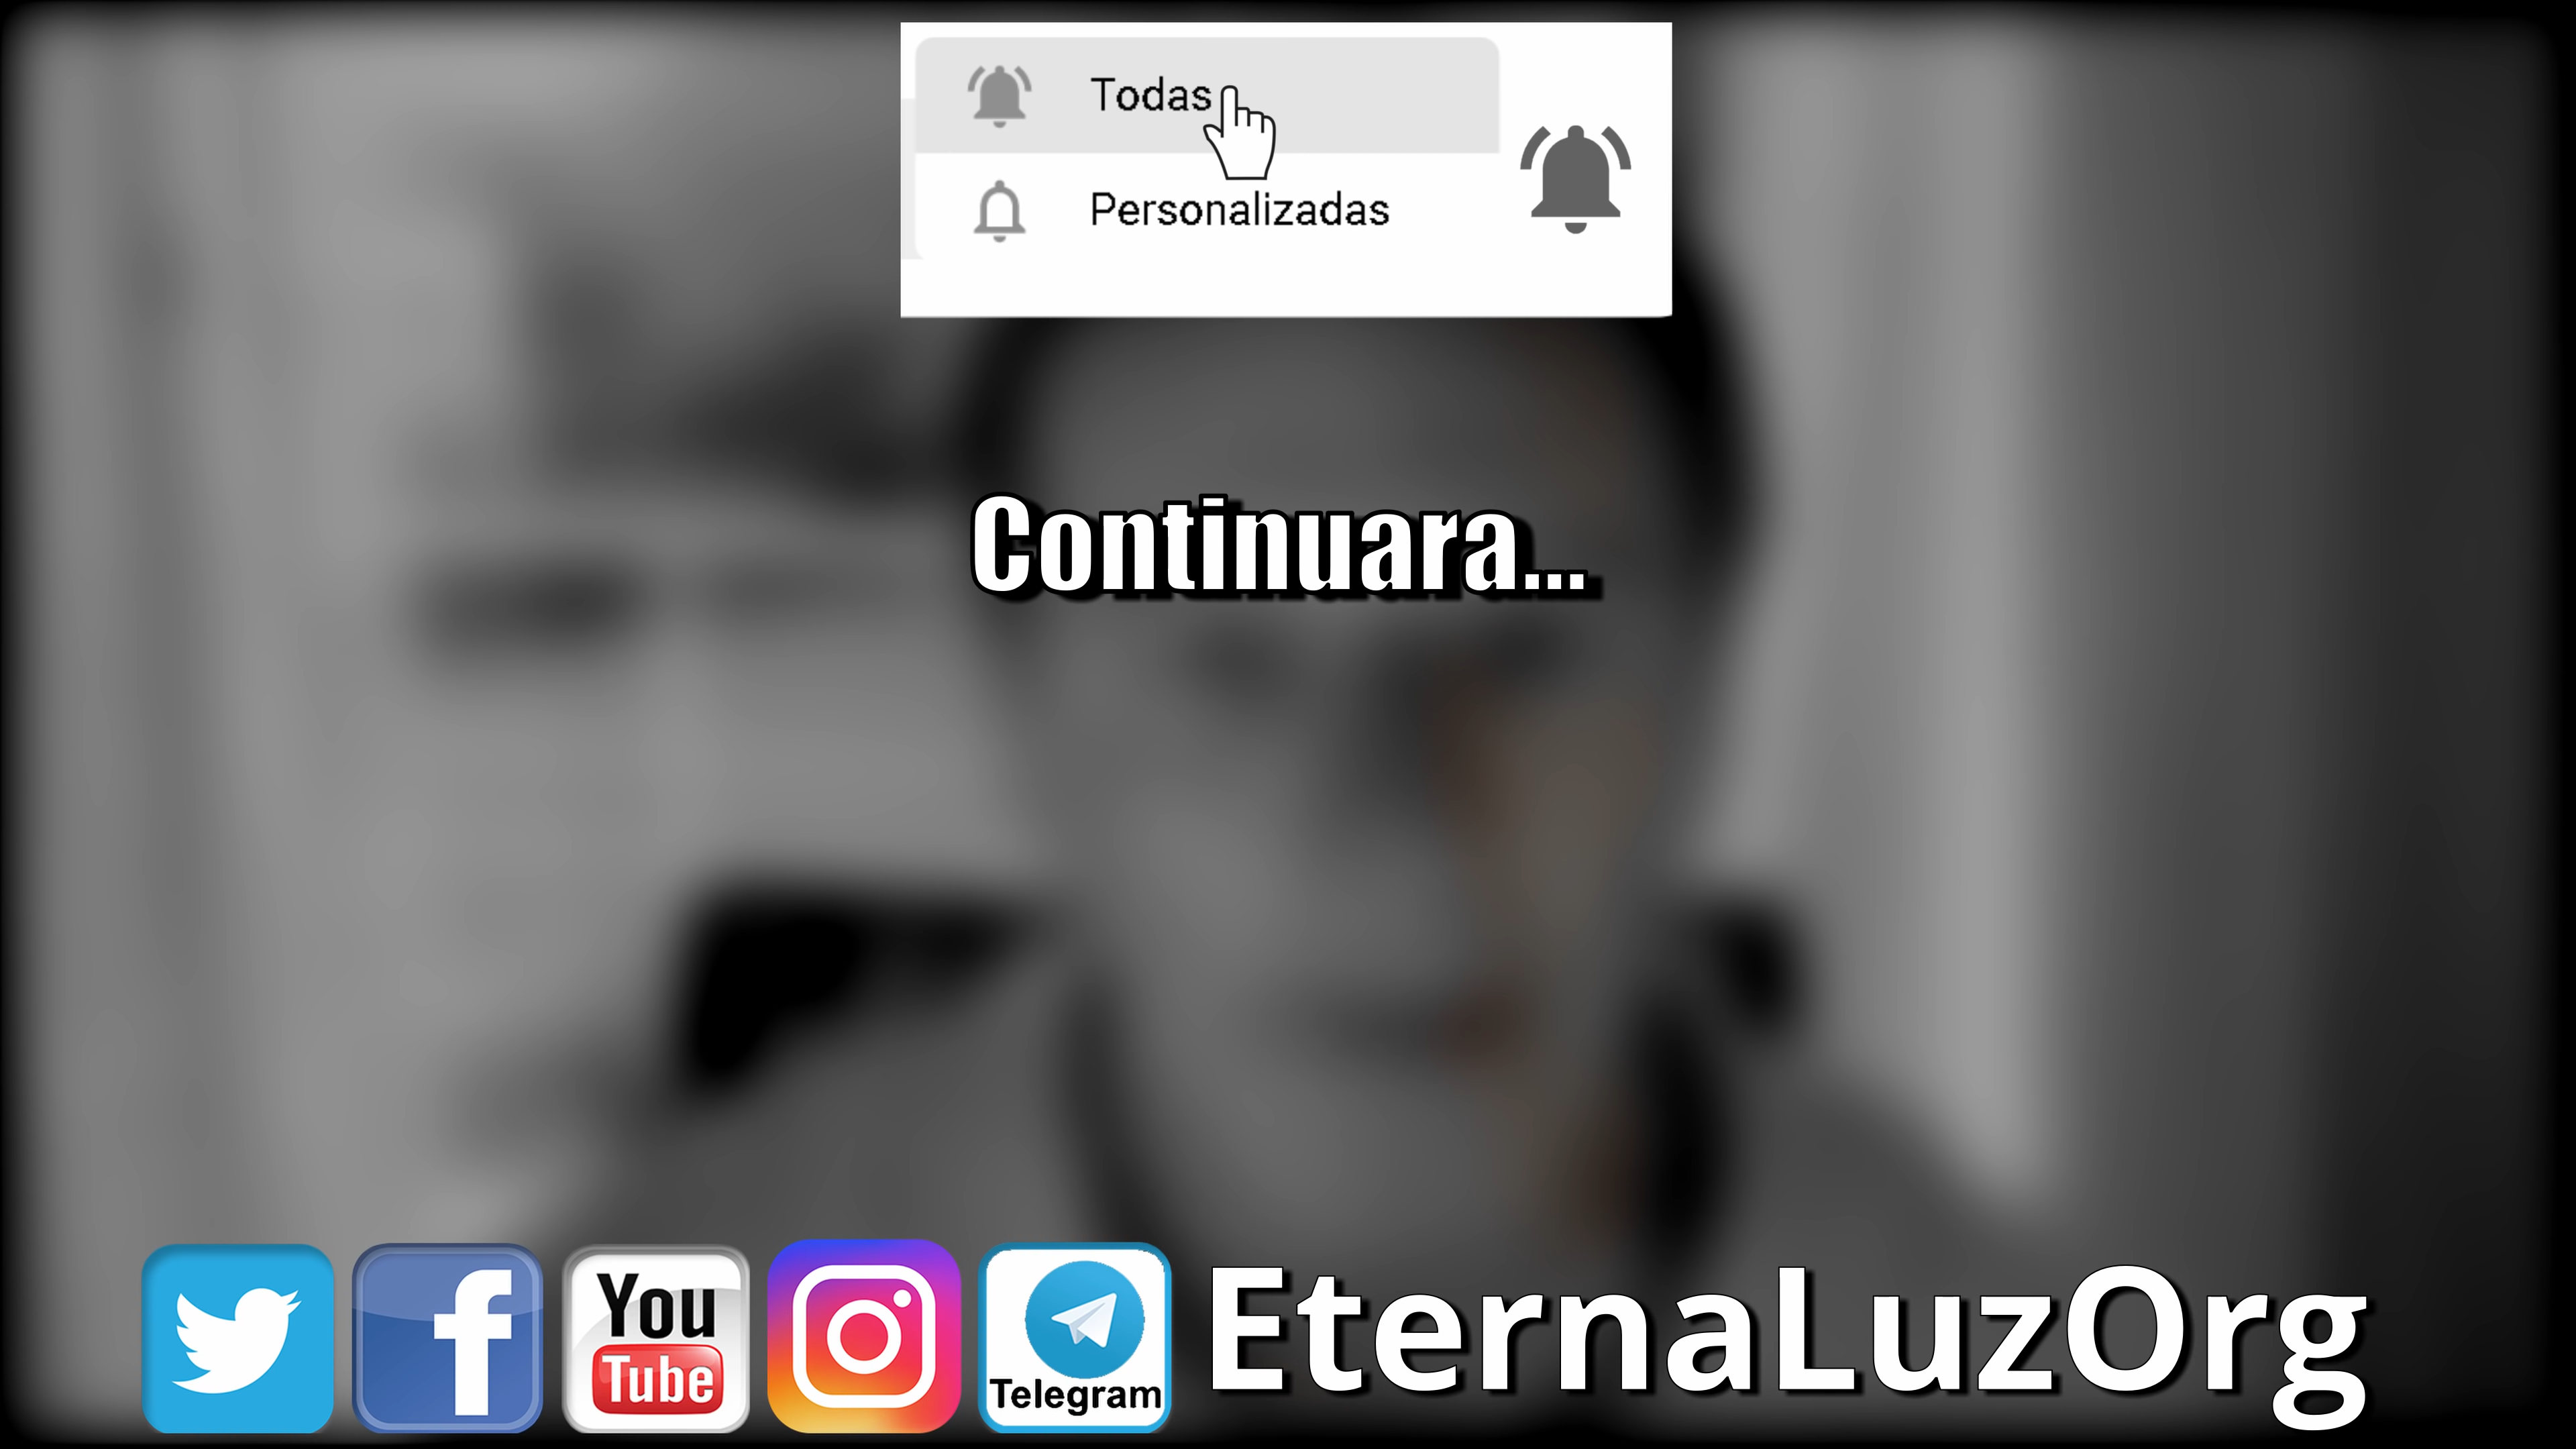 Todas
Personalizadas
Continuara...
You
Tube
Telegram
EternaLuzOrg